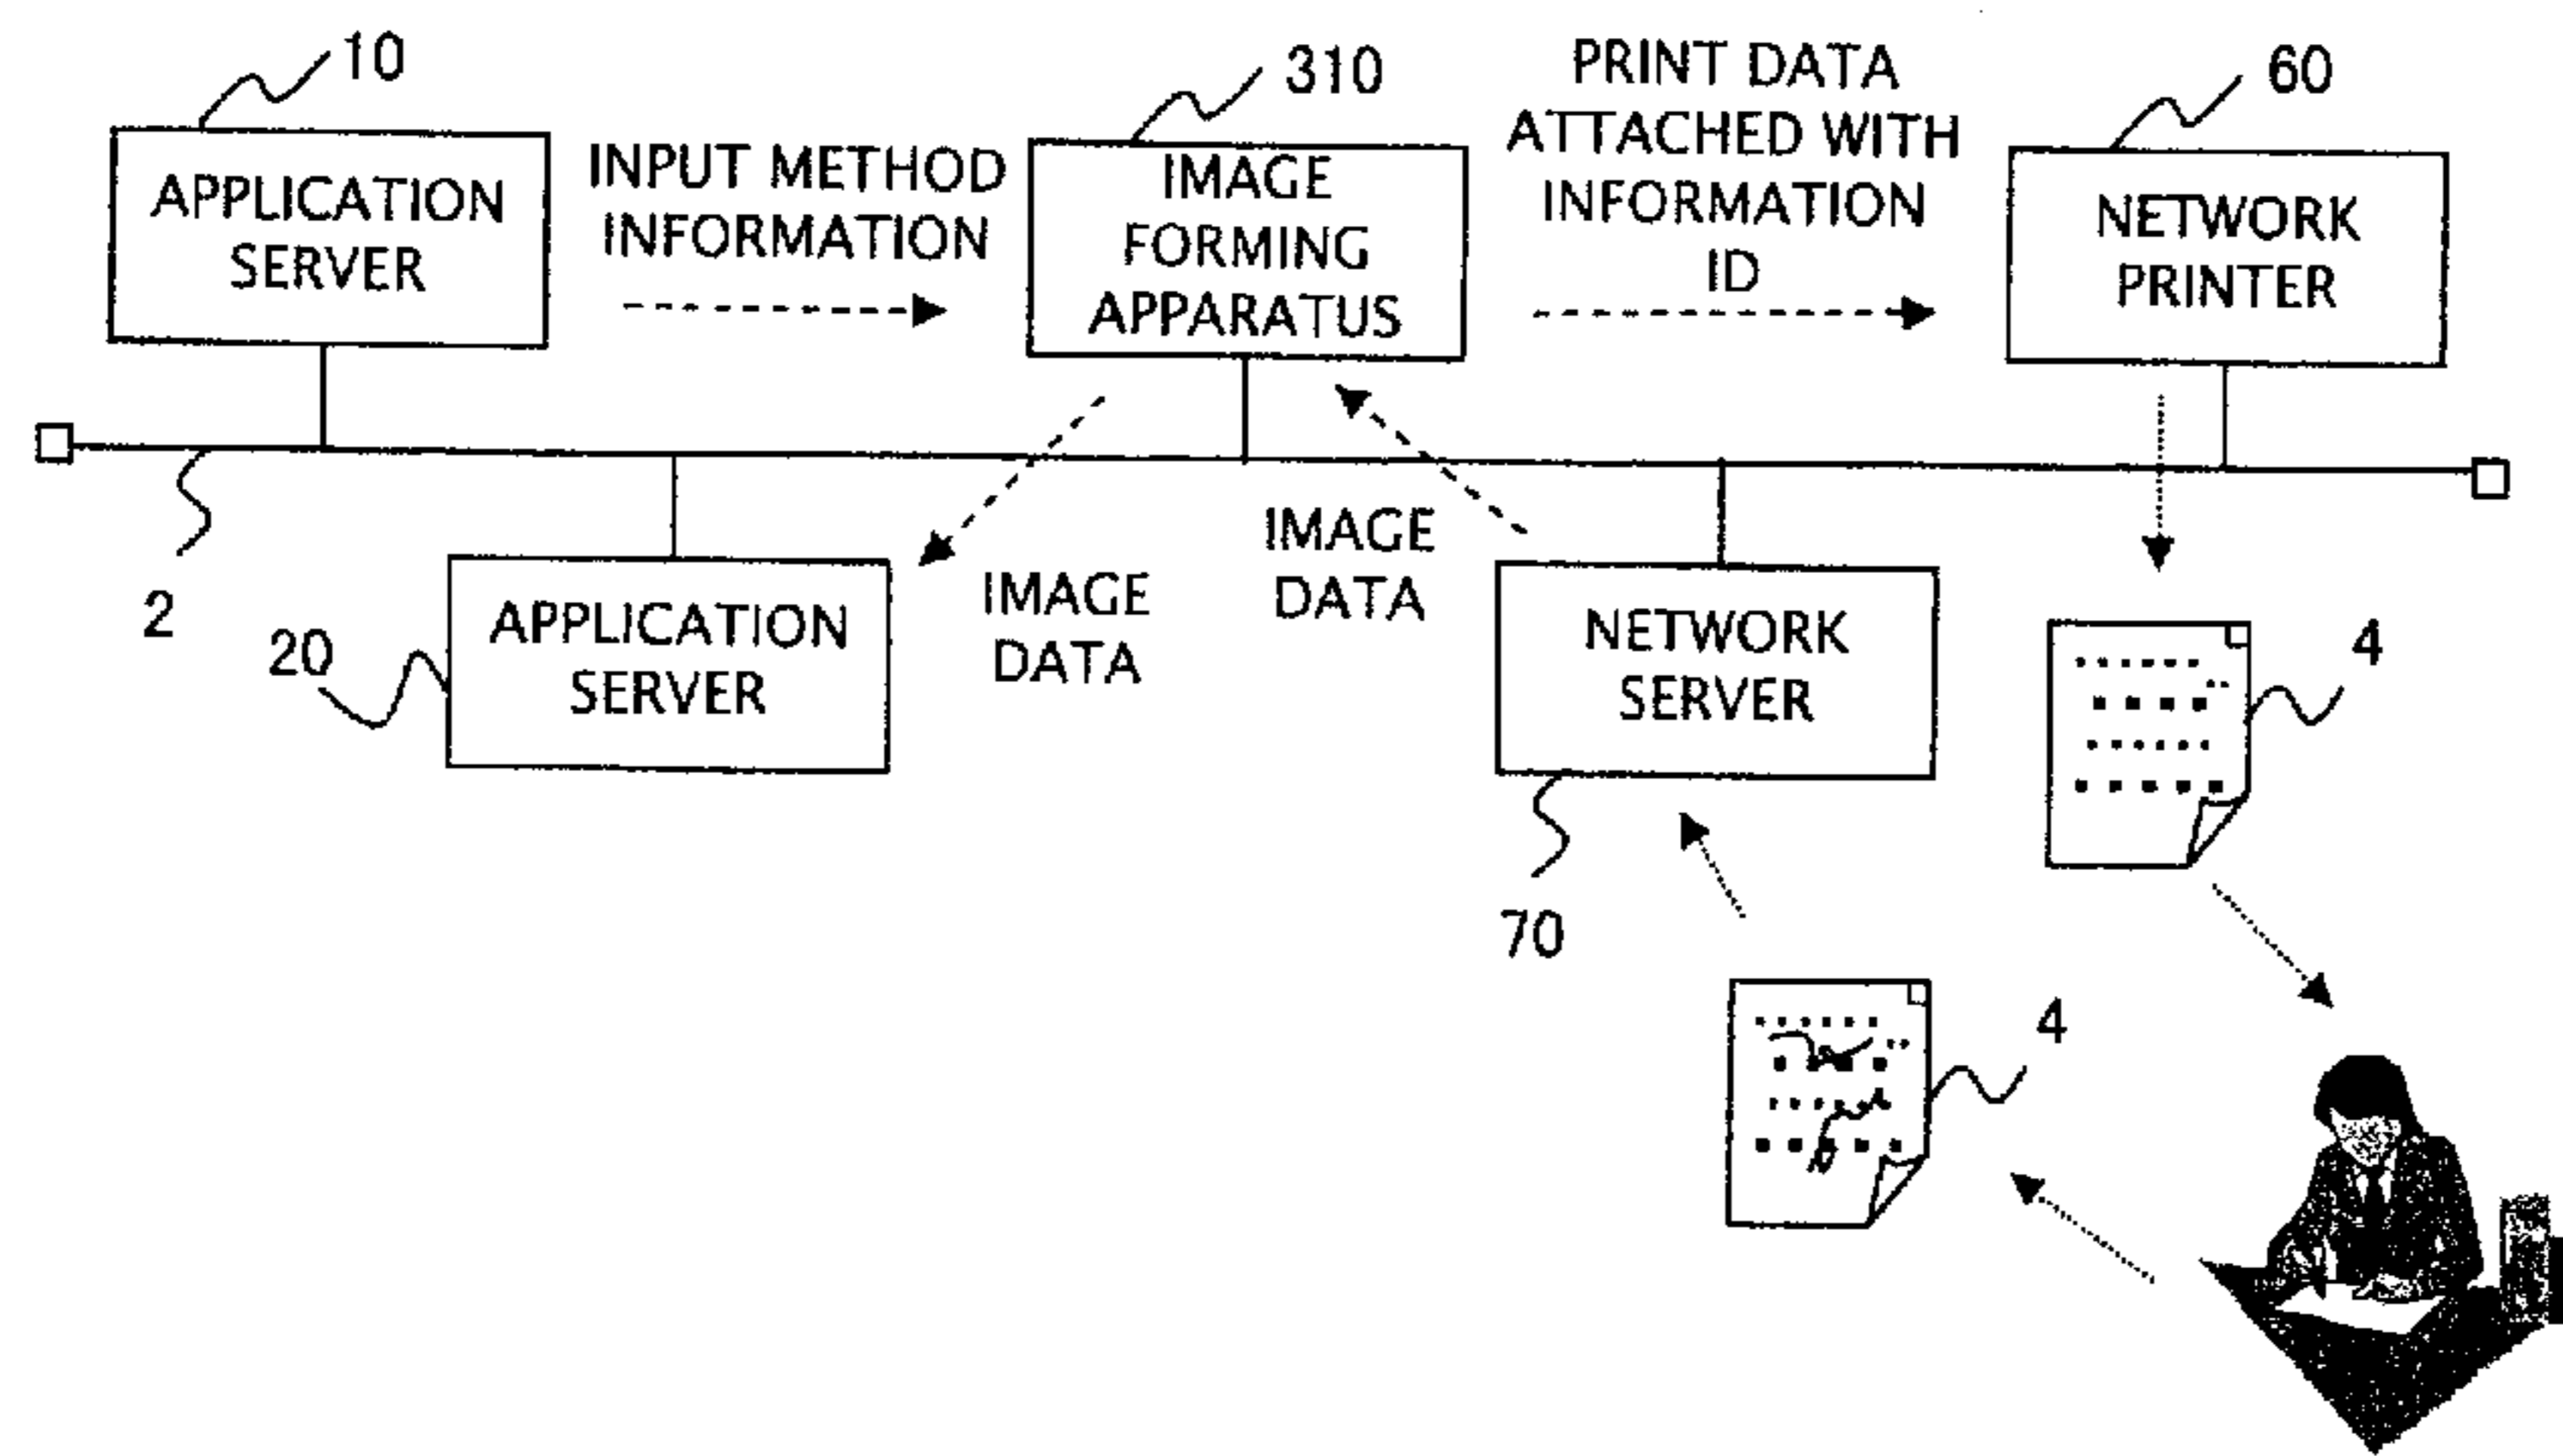 10
310
PRINT DATA
ATTACHED WITH
INFORMATION
ID
60
APPLICATION
SERVER
INPUT METHOD
INFORMATION
IMAGE
FORMING
APPARATUS
NETWORK
PRINTER
2
20
APPLICATION
SERVER
IMAGE
DATA
IMAGE
DATA
NETWORK
SERVER
4
70
4